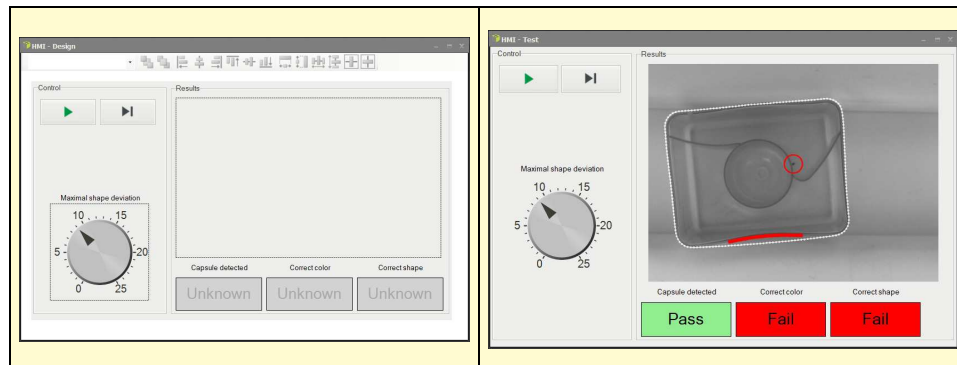 HMI - Design
Control
Results
Maximal shape deviation
10 15
5 20
0 25
Capsule detected Correct color Correct shape
Unknown Unknown Unknown
HMI - Test
Control
Results
Maximal shape deviation
10 15
5 20
0 25
Capsule detected Correct color Correct shape
Pass Fail Fail